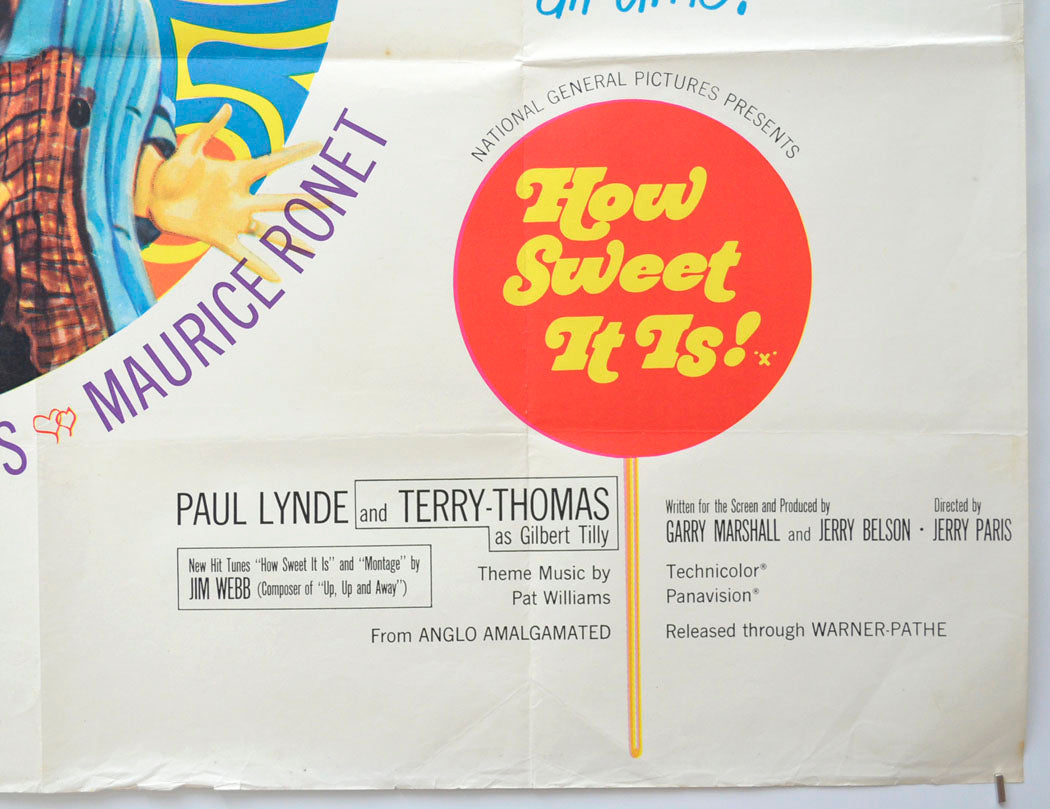 all time!
NATIONAL GENERAL PICTURES PRESENTS
How
Sweet
It Is!
"x"
S MAURICE RONET
PAUL LYNDE and TERRY-THOMAS
as Gilbert Tilly
New Hit Tunes "How Sweet It Is" and "Montage" by
JIM WEBB (Composer of "Up, Up and Away")
Theme Music by
Pat Williams
From ANGLO AMALGAMATED
Written for the Screen and Produced by
GARRY MARSHALL and JERRY BELSON ·
Directed by
JERRY PARIS
Technicolor®
Panavision®
Released through WARNER-PATHE